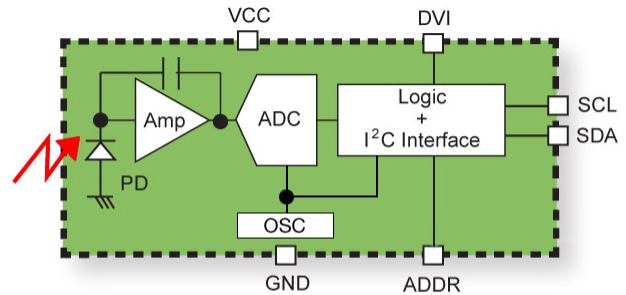 VCC
DVI
Amp
ADC
Logic
+
I²C Interface
SCL
SDA
PD
OSC
GND
ADDR